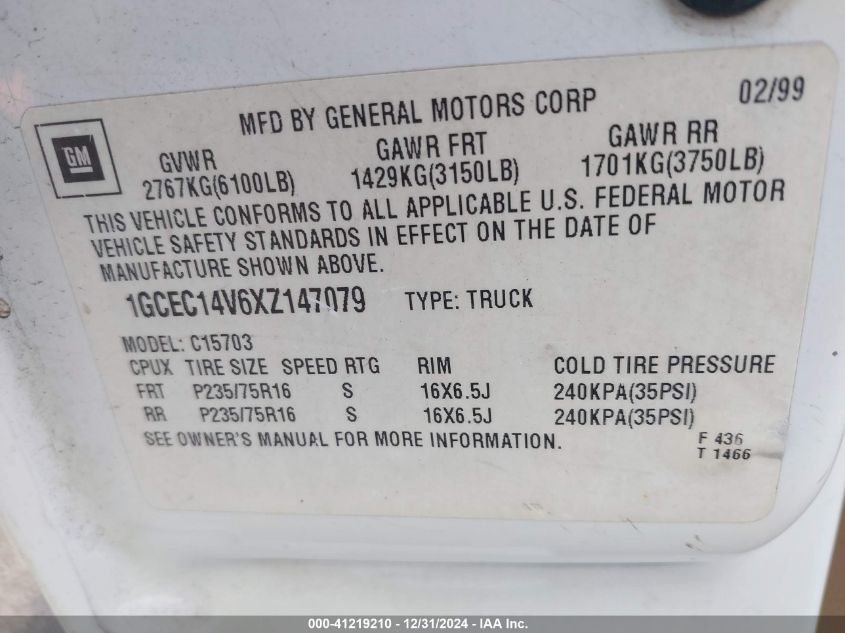 02/99
MFD BY GENERAL MOTORS CORP
GM
GVWR GAWR FRT GAWR RR
2767KG(6100LB) 1429KG(3150LB) 1701KG(3750LB)
THIS VEHICLE CONFORMS TO ALL APPLICABLE U.S. FEDERAL MOTOR
VEHICLE SAFETY STANDARDS IN EFFECT ON THE DATE OF
MANUFACTURE SHOWN ABOVE.
1GCEC14V6XZ147079 TYPE: TRUCK
MODEL: C15703
CPUX TIRE SIZE SPEED RTG RIM COLD TIRE PRESSURE
FRT P235/75R16 S 16X6.5J 240KPA(35PSI)
RR P235/75R16 S 16X6.5J 240KPA(35PSI)
SEE OWNER'S MANUAL FOR MORE INFORMATION.
F 436
T 1466
000-41219210 - 12/31/2024 - IAA Inc.